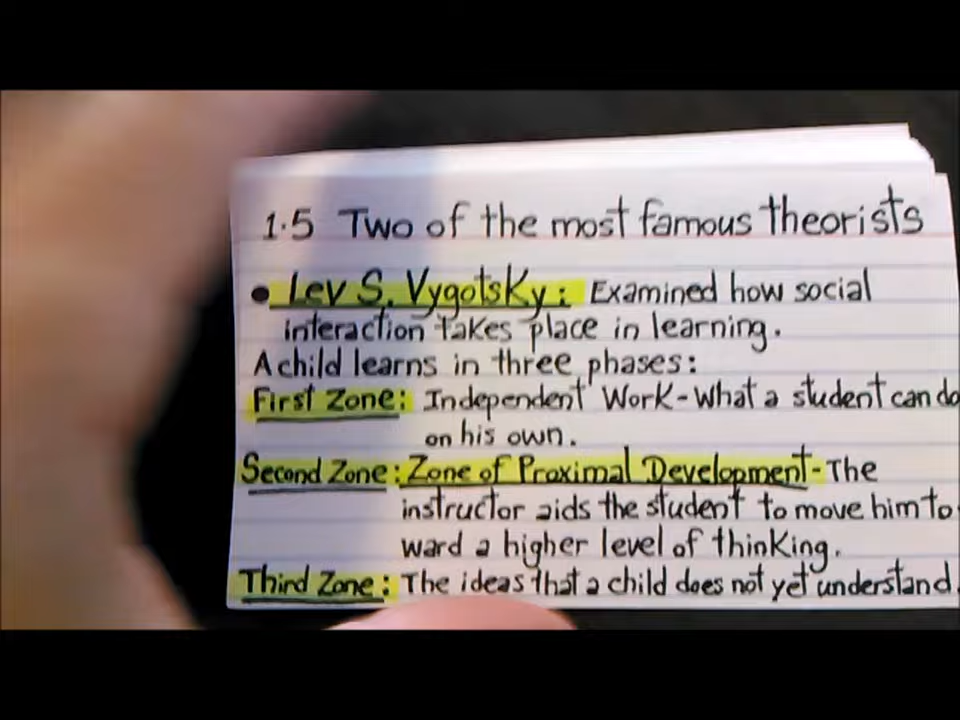 1.5 Two of the most famous theorists
• Lev S. Vygotsky: Examined how social
interaction takes place in learning.
A child learns in three phases:
First Zone: Independent Work-What a student can do
on his own.
Second Zone: Zone of Proximal Development-The
instructor aids the student to move him to
ward a higher level of thinking.
Third Zone: The ideas that a child does not yet understand.